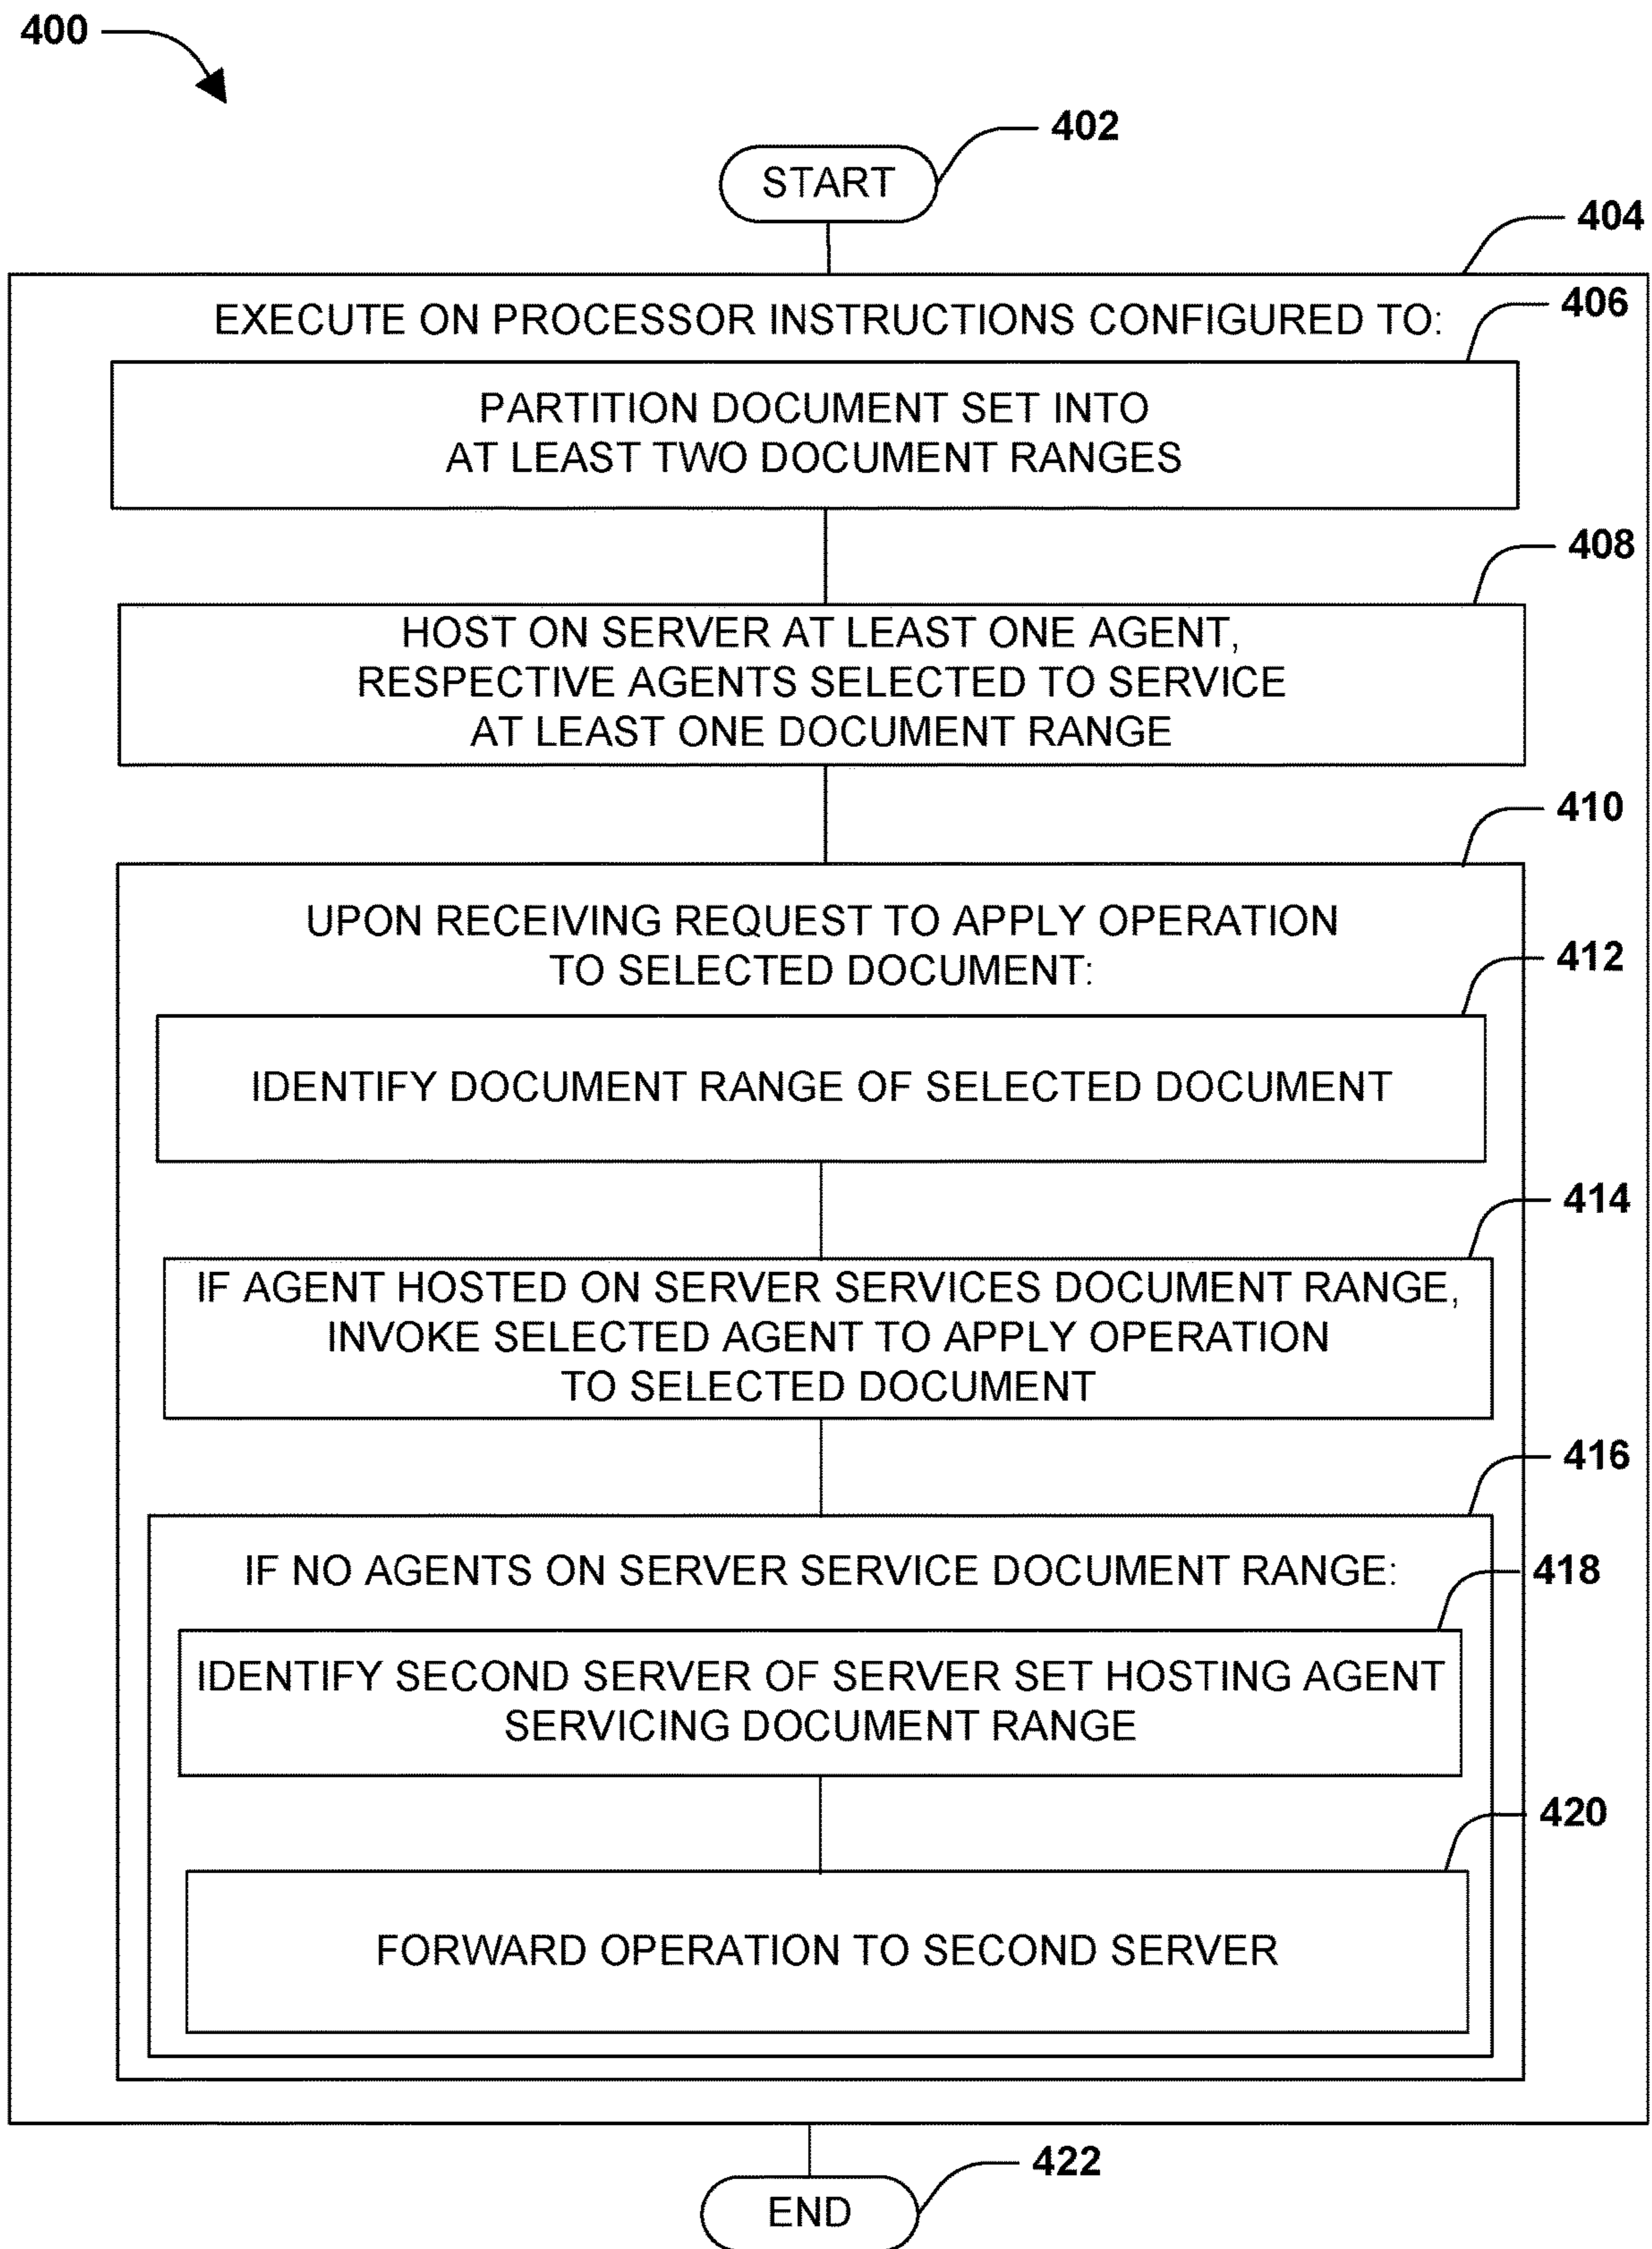 400
402
START
404
EXECUTE ON PROCESSOR INSTRUCTIONS CONFIGURED TO:
406
PARTITION DOCUMENT SET INTO
AT LEAST TWO DOCUMENT RANGES
408
HOST ON SERVER AT LEAST ONE AGENT,
RESPECTIVE AGENTS SELECTED TO SERVICE
AT LEAST ONE DOCUMENT RANGE
410
UPON RECEIVING REQUEST TO APPLY OPERATION
TO SELECTED DOCUMENT:
412
IDENTIFY DOCUMENT RANGE OF SELECTED DOCUMENT
414
IF AGENT HOSTED ON SERVER SERVICES DOCUMENT RANGE,
INVOKE SELECTED AGENT TO APPLY OPERATION
TO SELECTED DOCUMENT
416
IF NO AGENTS ON SERVER SERVICE DOCUMENT RANGE:
418
IDENTIFY SECOND SERVER OF SERVER SET HOSTING AGENT
SERVICING DOCUMENT RANGE
420
FORWARD OPERATION TO SECOND SERVER
422
END